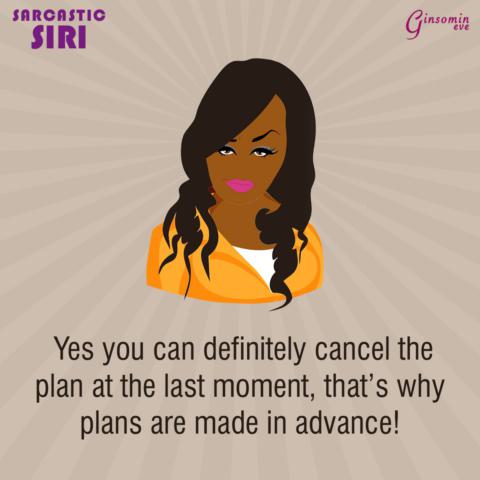 SARCASTIC
SIRI
Ginsomin
eve
Yes you can definitely cancel the
plan at the last moment, that's why
plans are made in advance!